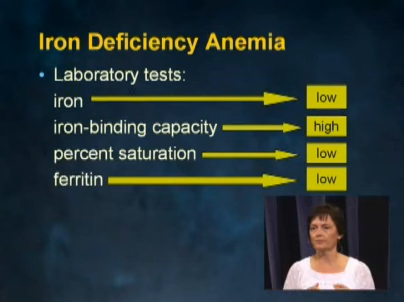 Iron Deficiency Anemia
• Laboratory tests:
iron low
iron-binding capacity high
percent saturation low
ferritin low